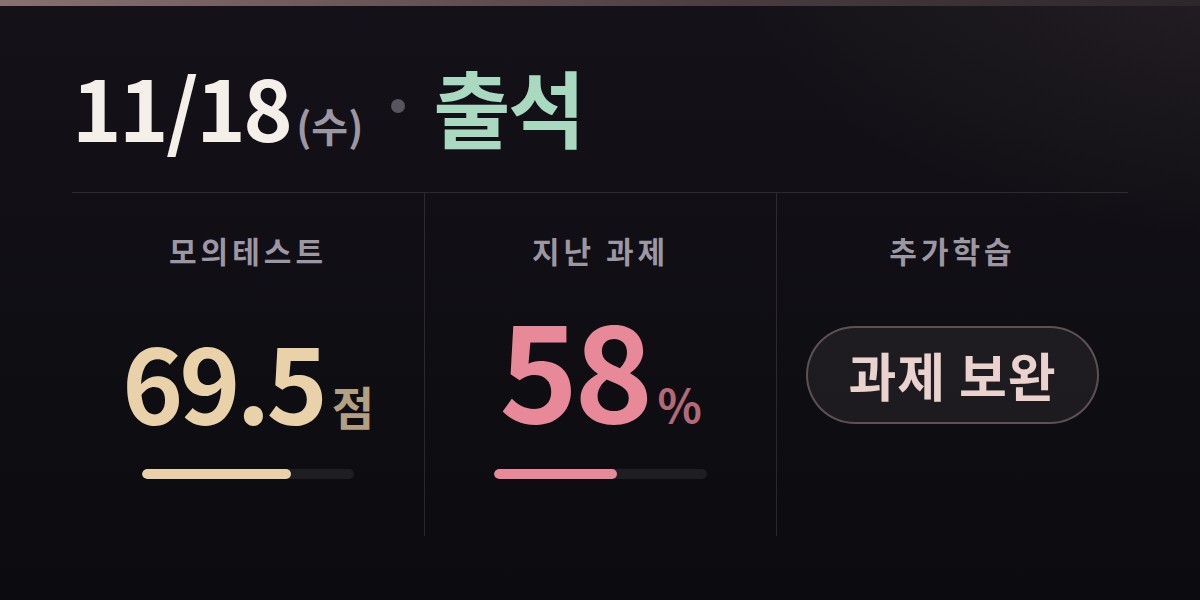 11/18 (수) • 출석
모의테스트
69.5점
지난 과제
58%
추가학습
과제 보완